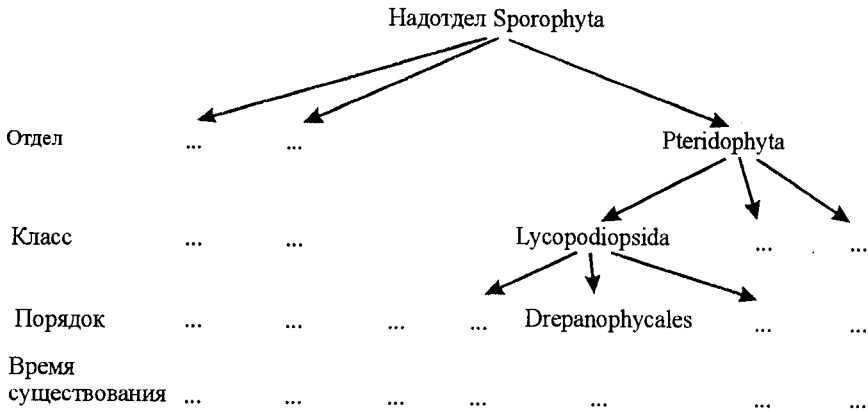 Надотдел Sporophyta
Отдел ... ... Pteridophyta
Класс ... ... Lycopodiopsida ... ...
Порядок ... ... ... ... Drepanophycales ... ...
Время
существования ... ... ... ... ... ... ...